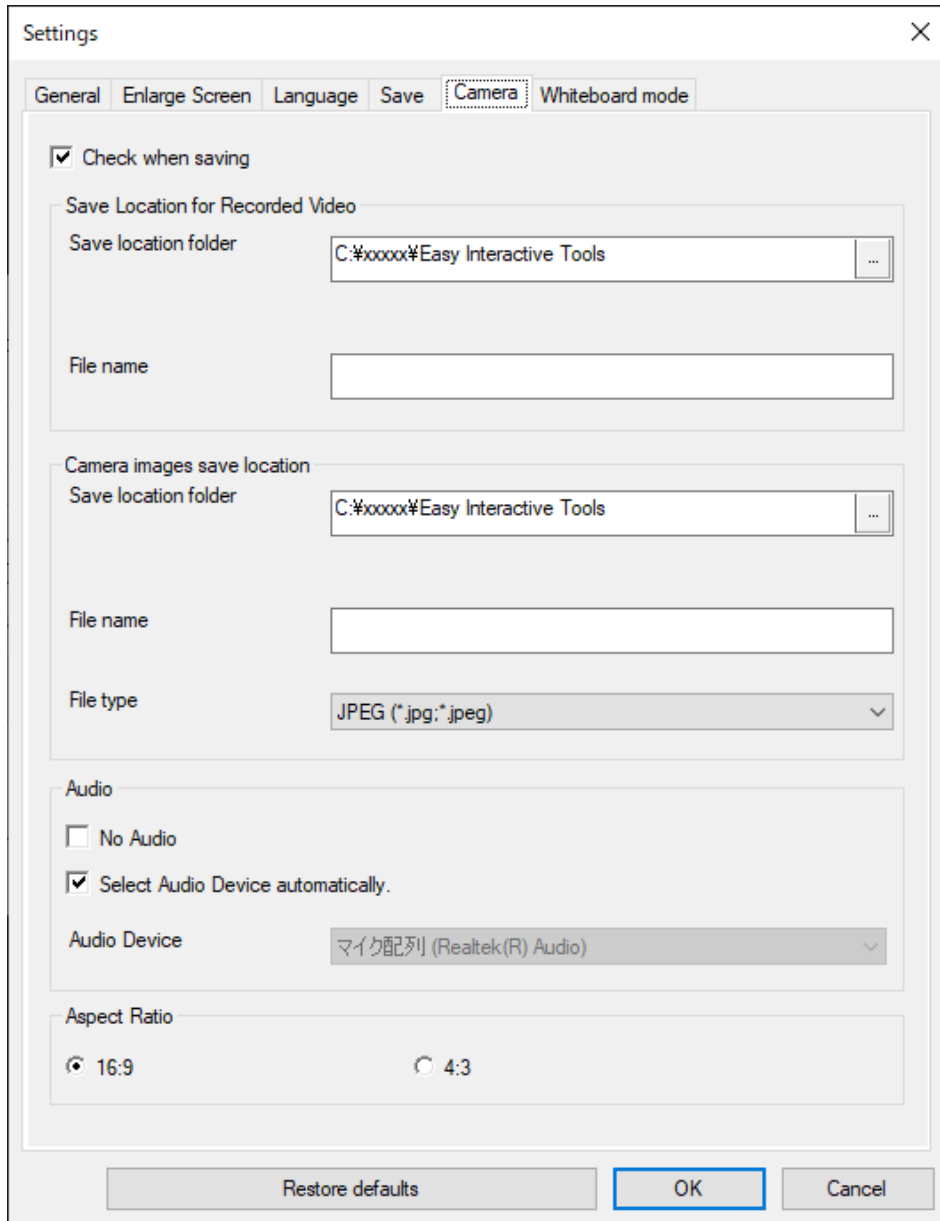 Settings
General Enlarge Screen Language Save Camera Whiteboard mode
Check when saving
Save Location for Recorded Video
Save location folder C:¥xxxxx¥Easy Interactive Tools ...
File name
Camera images save location
Save location folder C:¥xxxxx¥Easy Interactive Tools ...
File name
File type JPEG (*.jpg;*.jpeg)
Audio
No Audio
Select Audio Device automatically.
Audio Device マイク配列 (Realtek(R) Audio)
Aspect Ratio
16:9 4:3
Restore defaults OK Cancel